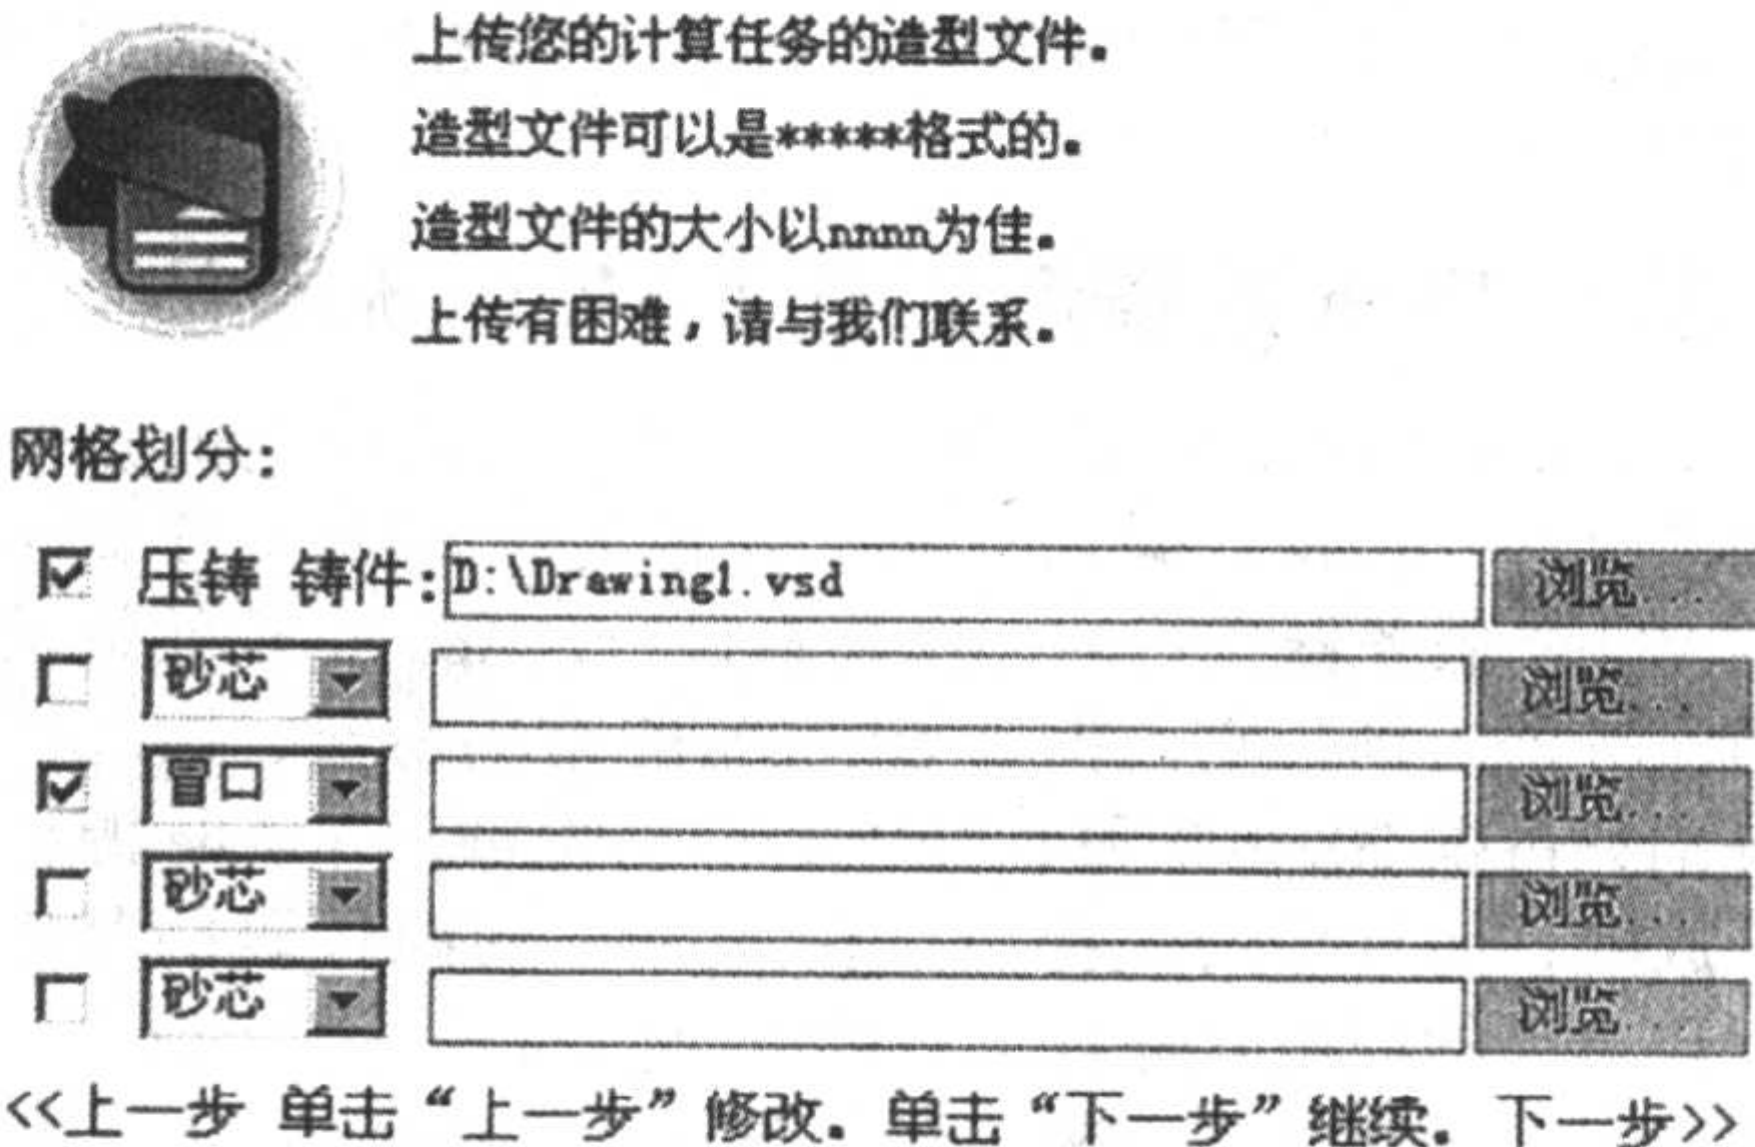 上传您的计算任务的造型文件。
造型文件可以是*****格式的。
造型文件的大小以nnnn为佳。
上传有困难，请与我们联系。
网格划分：
压铸 铸件：D:\Drawing1.vsd 浏览...
砂芯 浏览...
冒口 浏览...
砂芯 浏览...
砂芯 浏览...
<<上一步 单击“上一步”修改。单击“下一步”继续。下一步>>